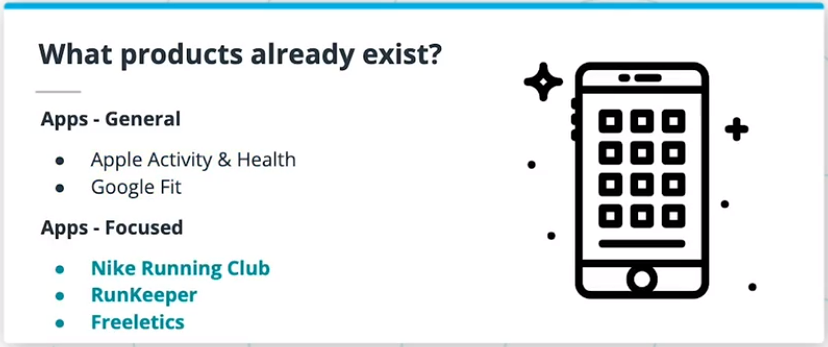 What products already exist?
Apps - General
● Apple Activity & Health
● Google Fit
Apps - Focused
● Nike Running Club
● RunKeeper
● Freeletics